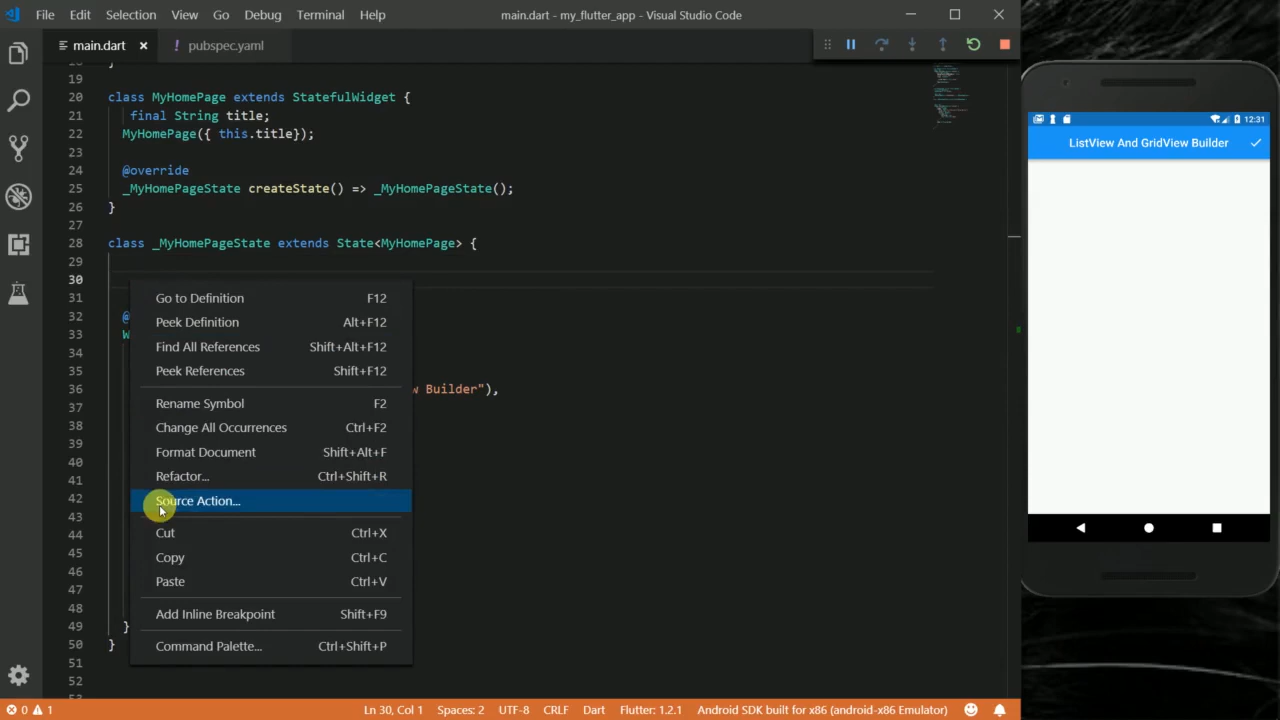 File Edit Selection View Go Debug Terminal Help
main.dart - my_flutter_app - Visual Studio Code
main.dart
! pubspec.yaml
19
20 class MyHomePage extends StatefulWidget {
21 final String title;
22 MyHomePage({ this.title});
23
24 @override
25 _MyHomePageState createState() => _MyHomePageState();
26 }
27
28 class _MyHomePageState extends State<MyHomePage> {
29
30
31
32 @
33 W
34
35
36 w Builder"),
37
38
39
40
41
42
43
44
45
46
47
48
49 }
50 }
51
52
Go to Definition F12
Peek Definition Alt+F12
Find All References Shift+Alt+F12
Peek References Shift+F12
Rename Symbol F2
Change All Occurrences Ctrl+F2
Format Document Shift+Alt+F
Refactor... Ctrl+Shift+R
Source Action...
Cut Ctrl+X
Copy Ctrl+C
Paste Ctrl+V
Add Inline Breakpoint Shift+F9
Command Palette... Ctrl+Shift+P
12:31
ListView And GridView Builder
0 1 Ln 30, Col 1 Spaces: 2 UTF-8 CRLF Dart Flutter: 1.2.1 Android SDK built for x86 (android-x86 Emulator)